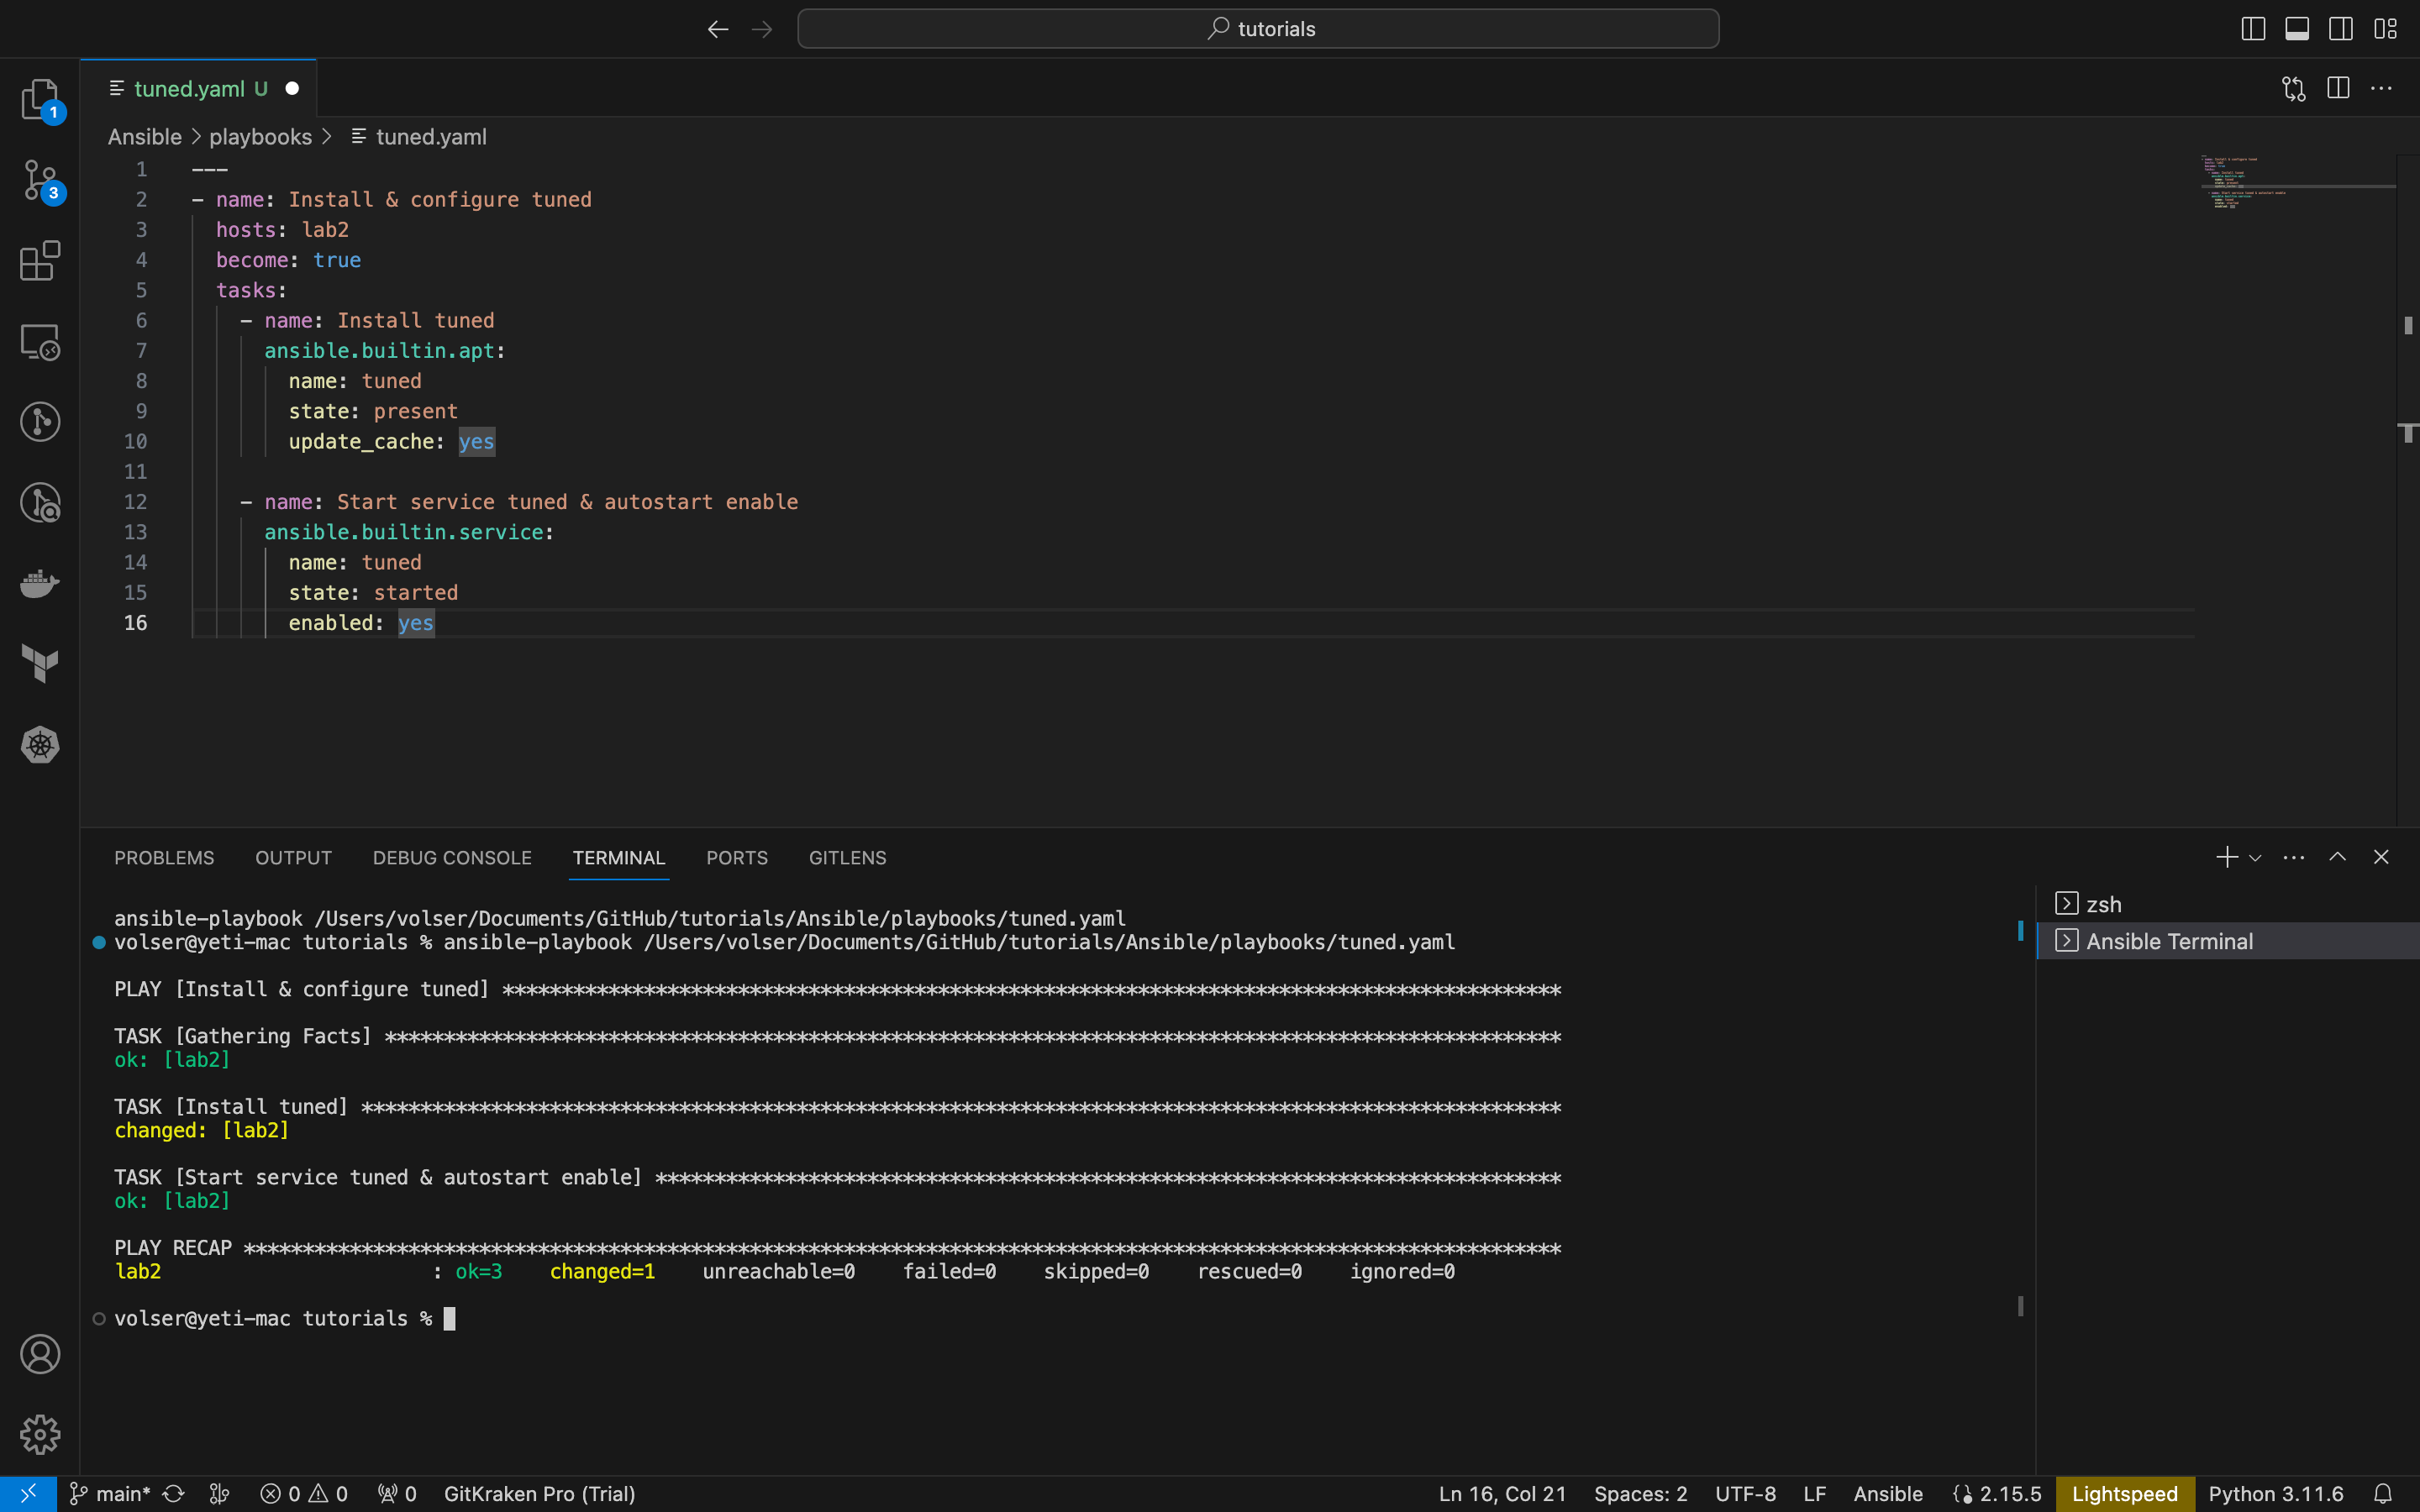 tutorials
tuned.yaml U
1
Ansible > playbooks > tuned.yaml
3
1 ---
2 - name: Install & configure tuned
3 hosts: lab2
4 become: true
5 tasks:
6 - name: Install tuned
7 ansible.builtin.apt:
8 name: tuned
9 state: present
10 update_cache: yes
11
12 - name: Start service tuned & autostart enable
13 ansible.builtin.service:
14 name: tuned
15 state: started
16 enabled: yes
PROBLEMS OUTPUT DEBUG CONSOLE TERMINAL PORTS GITLENS
ansible-playbook /Users/volser/Documents/GitHub/tutorials/Ansible/playbooks/tuned.yaml
volser@yeti-mac tutorials % ansible-playbook /Users/volser/Documents/GitHub/tutorials/Ansible/playbooks/tuned.yaml
PLAY [Install & configure tuned] ******************************************************************************************
TASK [Gathering Facts] ****************************************************************************************************
ok: [lab2]
TASK [Install tuned] ******************************************************************************************************
changed: [lab2]
TASK [Start service tuned & autostart enable] *****************************************************************************
ok: [lab2]
PLAY RECAP ****************************************************************************************************************
lab2 : ok=3 changed=1 unreachable=0 failed=0 skipped=0 rescued=0 ignored=0
volser@yeti-mac tutorials %
zsh
Ansible Terminal
main* 0 0 0 GitKraken Pro (Trial) Ln 16, Col 21 Spaces: 2 UTF-8 LF Ansible 2.15.5 Lightspeed Python 3.11.6